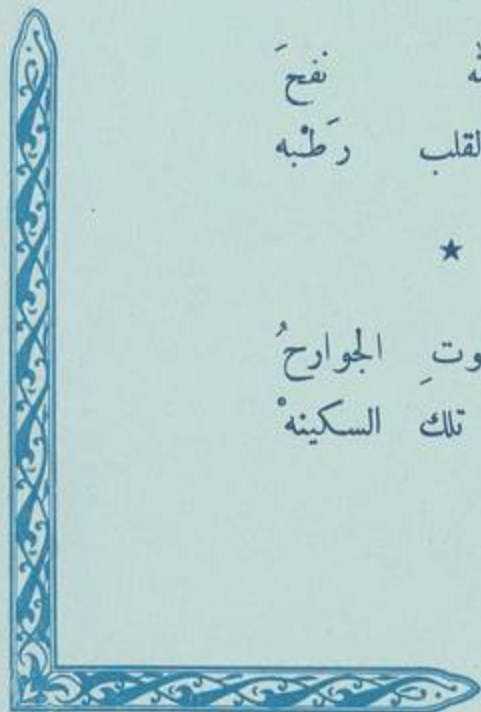 نفحَ
القلب رَطْبه
★
الجوارحُ
تلك السكينهْ